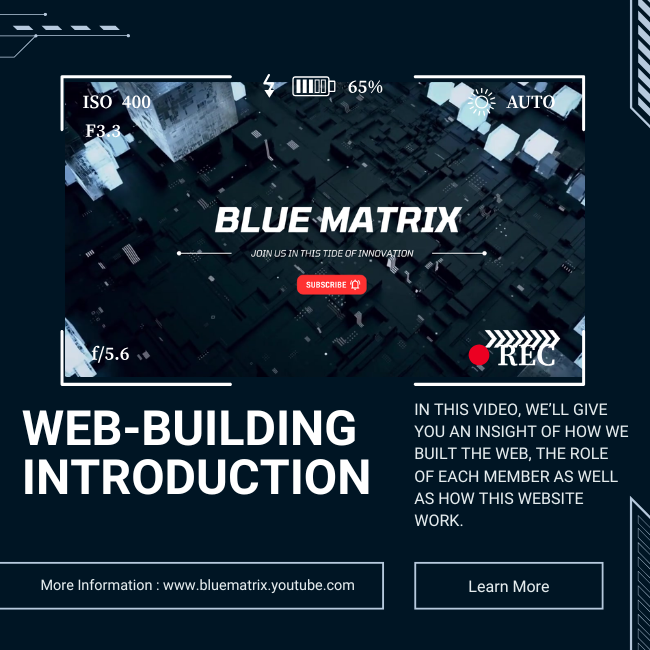 65%
ISO 400
AUTO
F3.3
BLUE MATRIX
JOIN US IN THIS TIDE OF INNOVATION
SUBSCRIBE
f/5.6
REC
WEB-BUILDING
INTRODUCTION
IN THIS VIDEO, WE'LL GIVE
YOU AN INSIGHT OF HOW WE
BUILT THE WEB, THE ROLE
OF EACH MEMBER AS WELL
AS HOW THIS WEBSITE
WORK.
More Information : www.bluematrix.youtube.com
Learn More